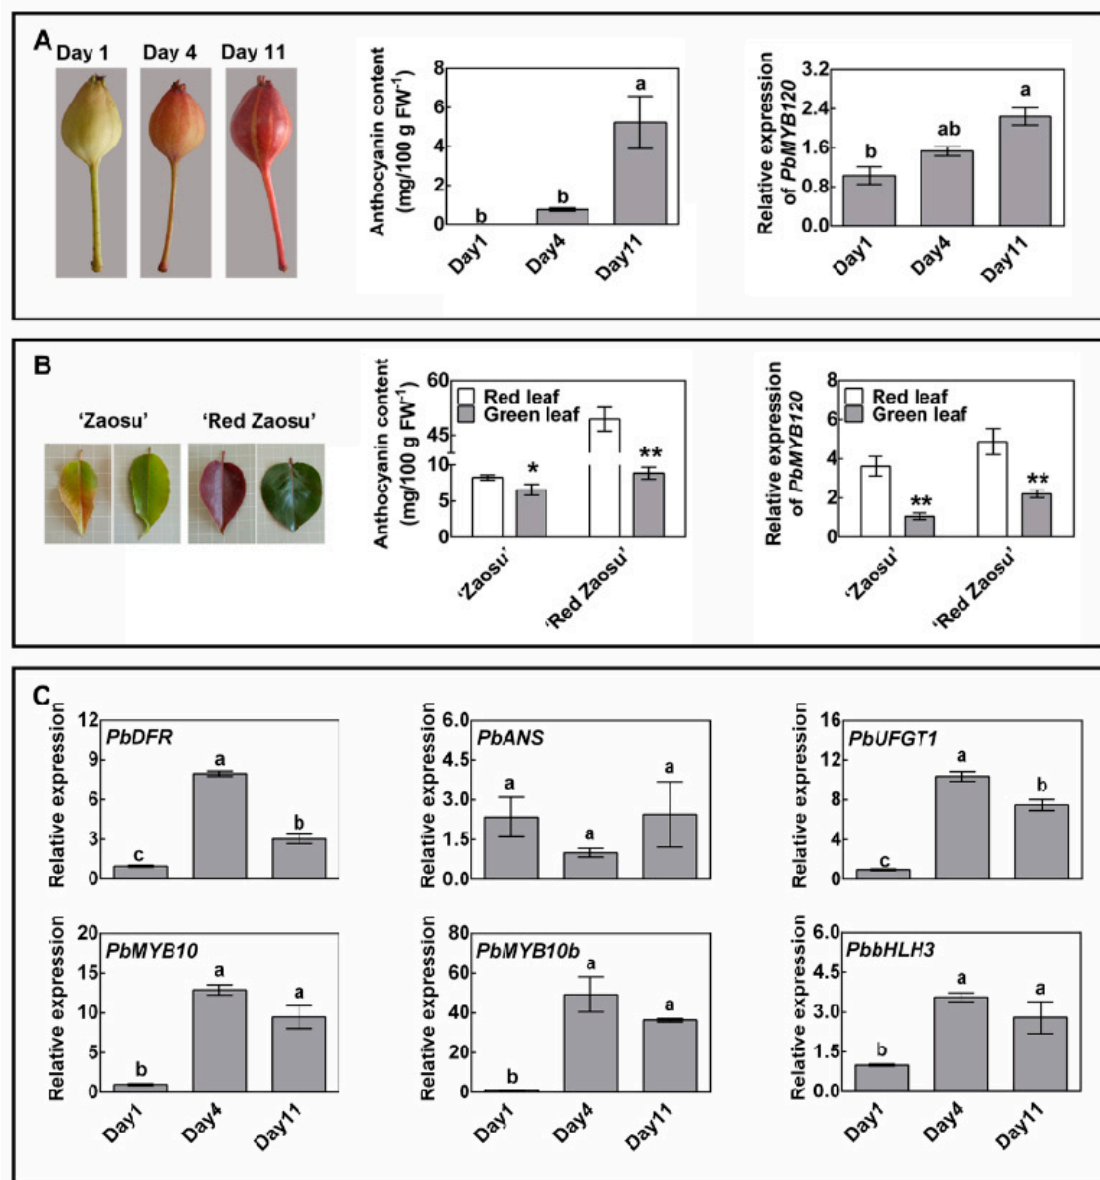 A
Day 1 Day 4 Day 11
Anthocyanin content
(mg/100 g FW⁻¹)
8
6
4
2
0
b
b
a
Day1
Day4
Day11
Relative expression
of PbMYB120
3.2
2.4
1.6
0.8
0.0
b
ab
a
Day1
Day4
Day11
B
'Zaosu' 'Red Zaosu'
Anthocyanin content
(mg/100 g FW⁻¹)
60
45
10
5
0
Red leaf
Green leaf
*
**
'Zaosu'
'Red Zaosu'
Relative expression
of PbMYB120
8
6
4
2
0
Red leaf
Green leaf
**
**
'Zaosu'
'Red Zaosu'
C
Relative expression
12
9
6
3
0
PbDFR
c
a
b
Relative expression
6.0
4.5
3.0
1.5
0.0
PbANS
a
a
a
Relative expression
16
12
8
4
0
PbUFGT1
c
a
b
Relative expression
20
15
10
5
0
PbMYB10
b
a
a
Day1
Day4
Day11
Relative expression
80
60
40
20
0
PbMYB10b
b
a
a
Day1
Day4
Day11
Relative expression
6.0
4.5
3.0
1.5
0.0
PbbHLH3
b
a
a
Day1
Day4
Day11